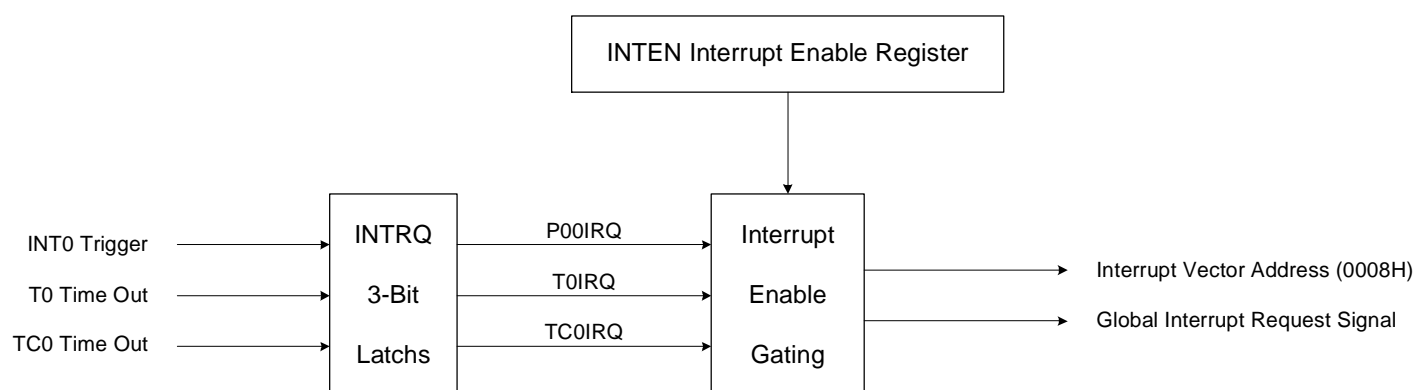 INTEN Interrupt Enable Register
INT0 Trigger
T0 Time Out
TC0 Time Out
INTRQ
3-Bit
Latchs
P00IRQ
T0IRQ
TC0IRQ
Interrupt
Enable
Gating
Interrupt Vector Address (0008H)
Global Interrupt Request Signal